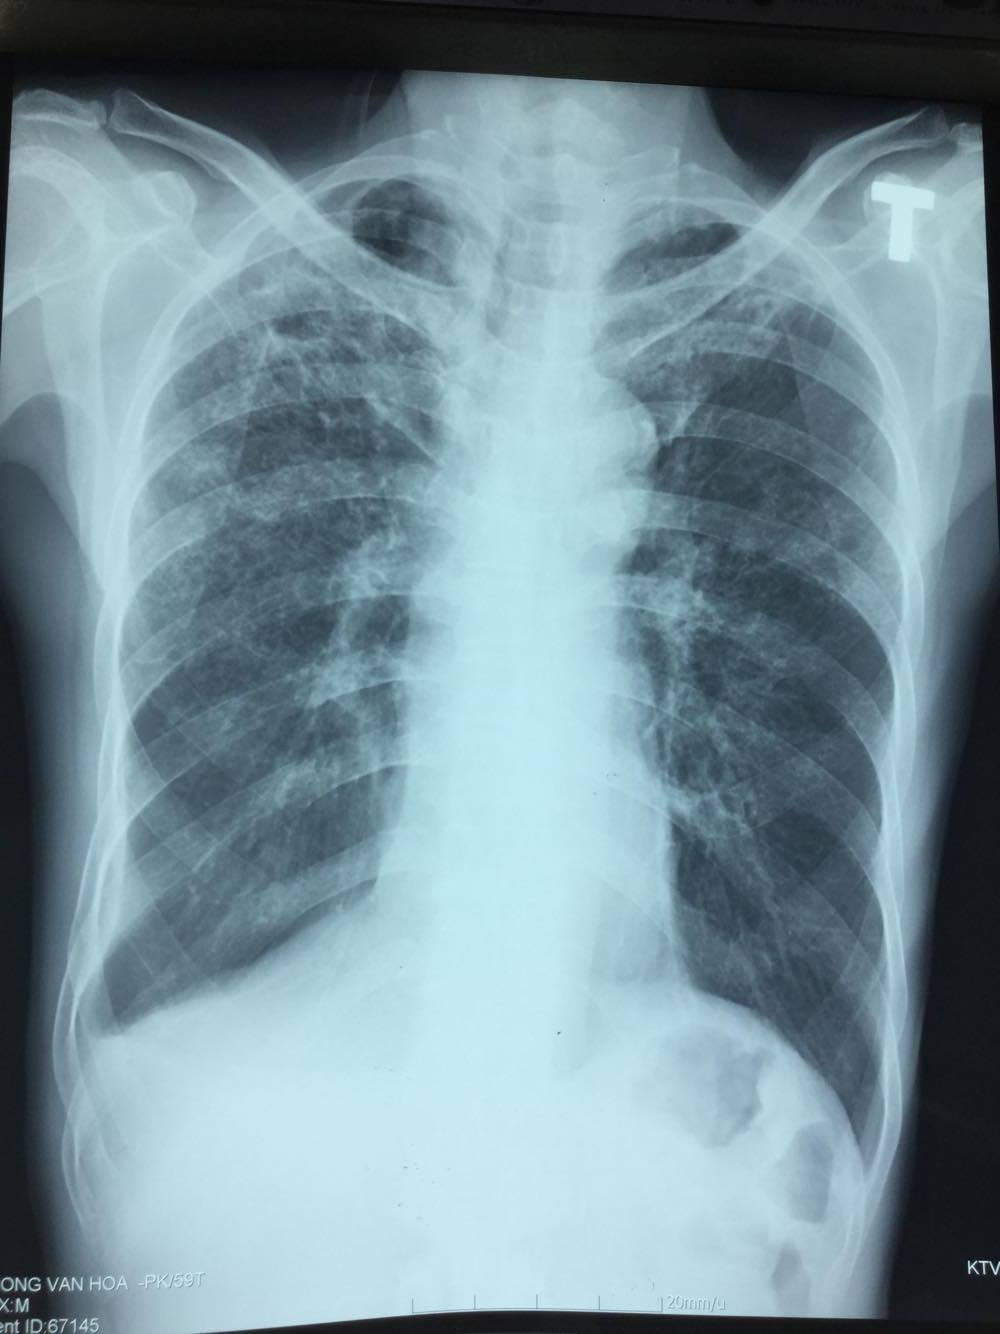 T
ONG VAN HOA -PK/59T
X:M
ent ID:67145
20mm/u
KTV